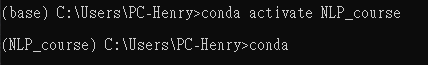 (base) C:\Users\PC-Henry>conda activate NLP_course
(NLP_course) C:\Users\PC-Henry>conda